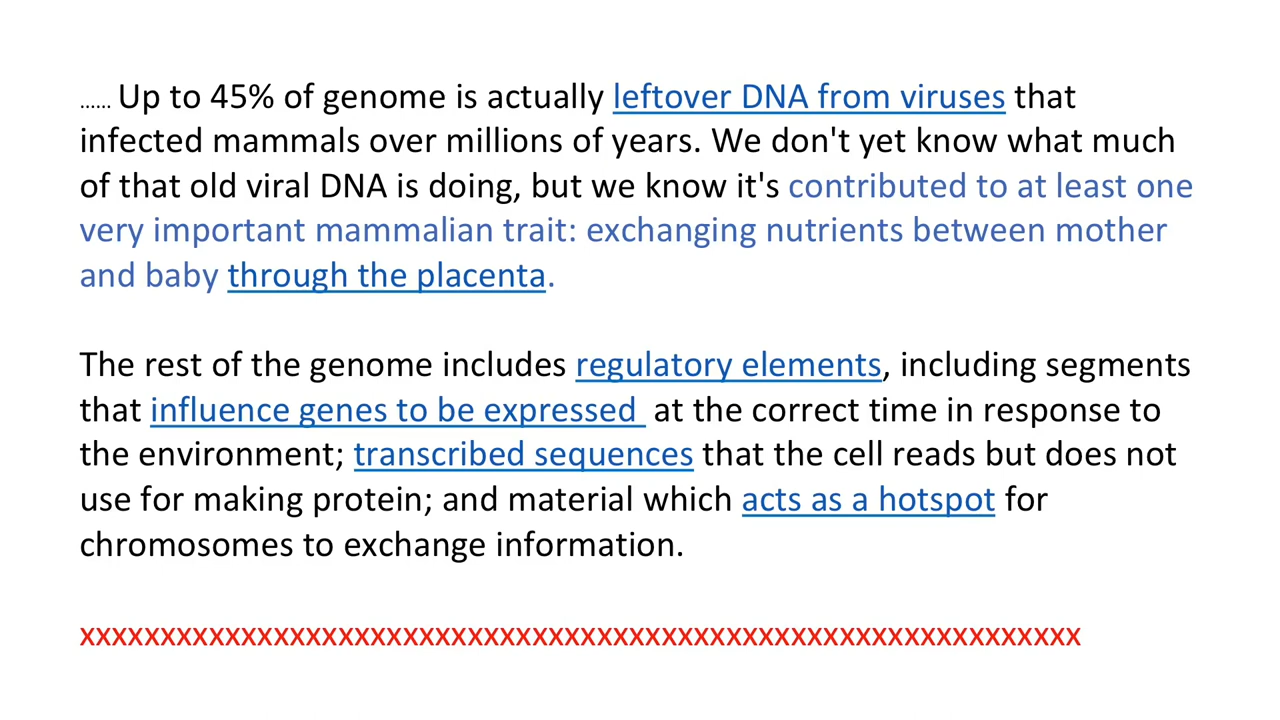 ...... Up to 45% of genome is actually leftover DNA from viruses that
infected mammals over millions of years. We don't yet know what much
of that old viral DNA is doing, but we know it's contributed to at least one
very important mammalian trait: exchanging nutrients between mother
and baby through the placenta.
The rest of the genome includes regulatory elements, including segments
that influence genes to be expressed at the correct time in response to
the environment; transcribed sequences that the cell reads but does not
use for making protein; and material which acts as a hotspot for
chromosomes to exchange information.
xxxxxxxxxxxxxxxxxxxxxxxxxxxxxxxxxxxxxxxxxxxxxxxxxxxxxxxxxxxxxx